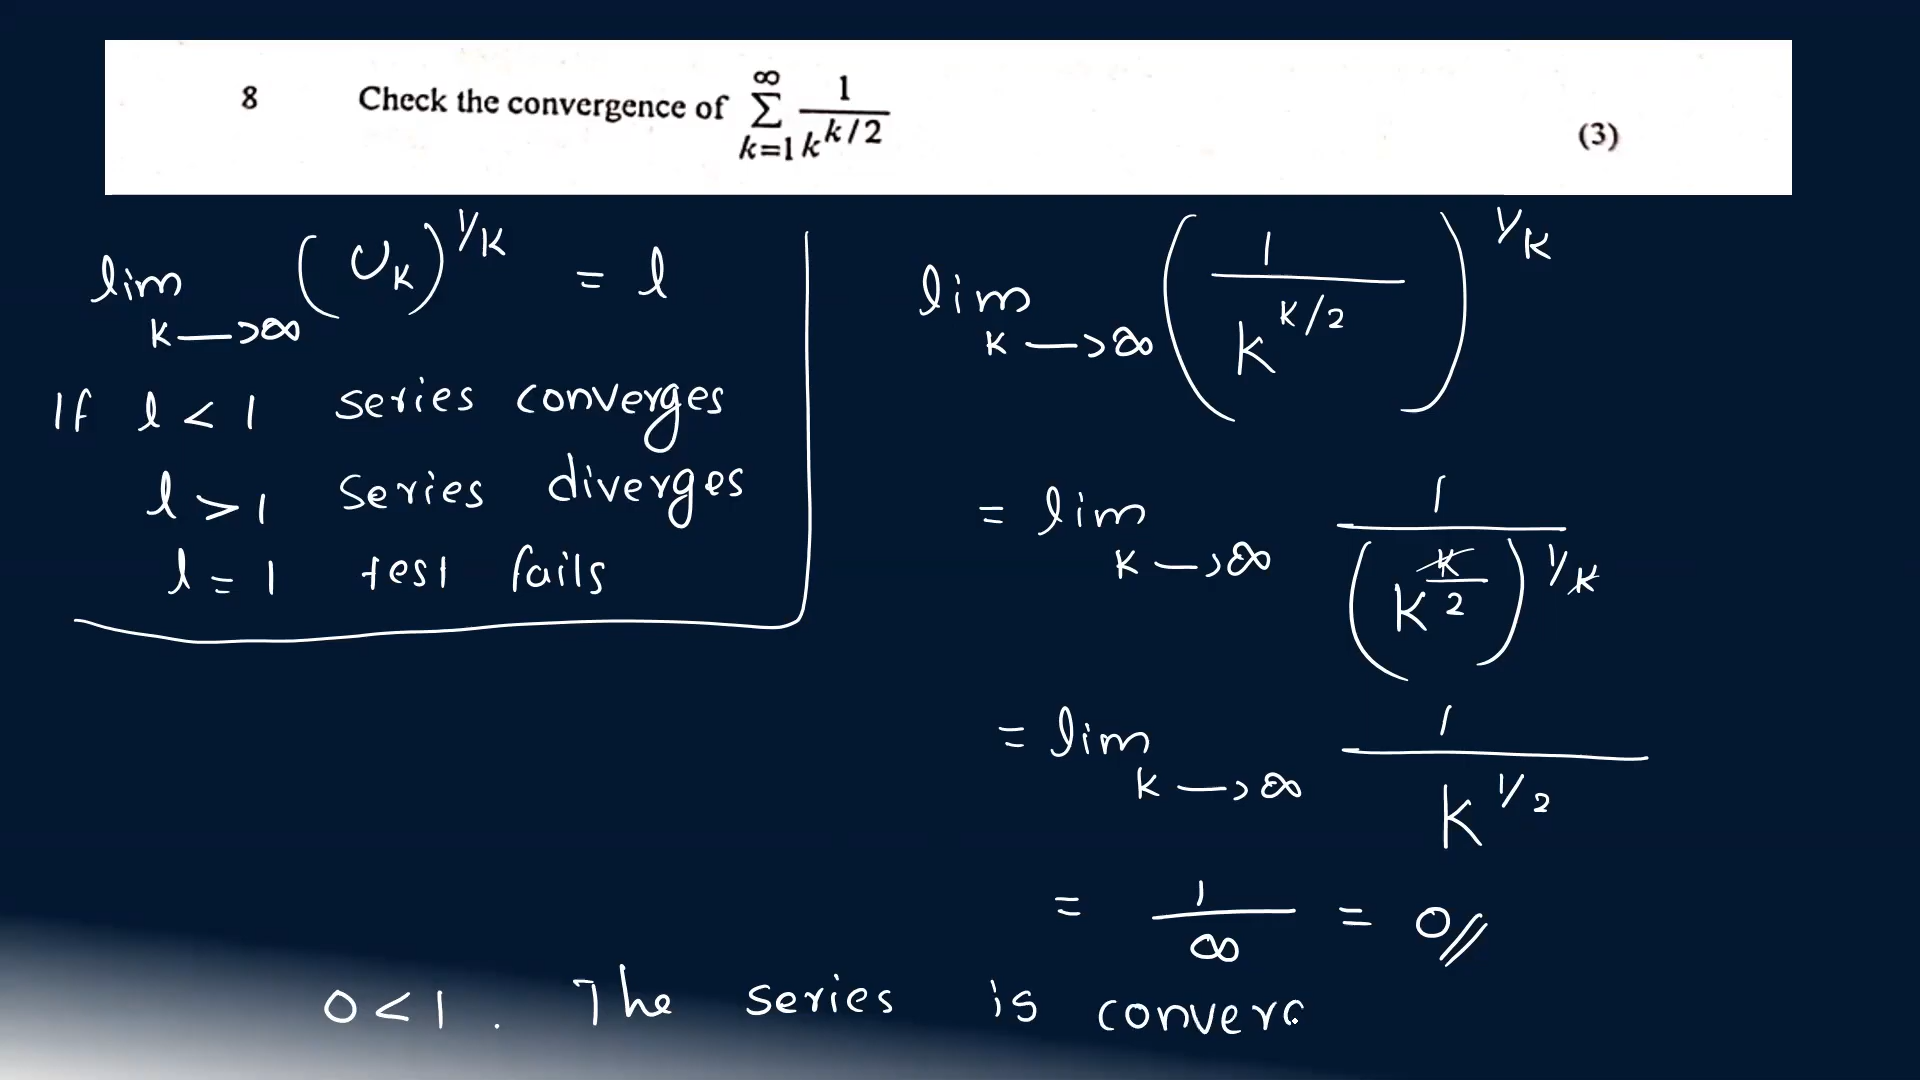 8 Check the convergence of ∑_{k=1}^{∞} 1/k^{k/2} (3)
lim_{k→∞} (U_k)^{1/k} = l
If l < 1 series converges
l > 1 series diverges
l = 1 test fails
lim_{k→∞} (1/k^{k/2})^{1/k}
= lim_{k→∞} 1/(k^{k/2})^{1/k}
= lim_{k→∞} 1/k^{1/2}
= 1/∞ = 0//
0 < 1 . The series is converg